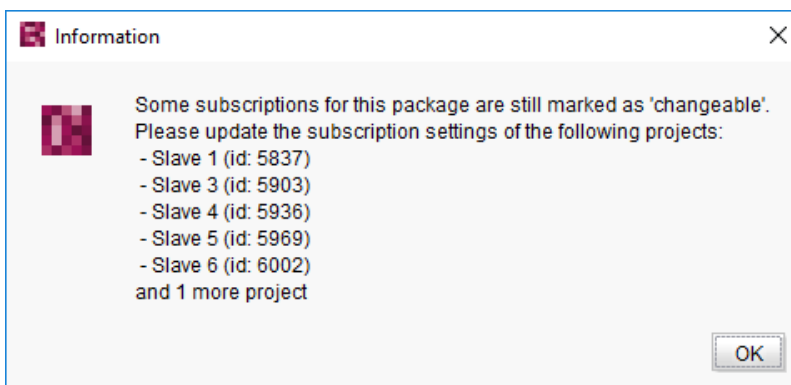 Information
Some subscriptions for this package are still marked as 'changeable'.
Please update the subscription settings of the following projects:
- Slave 1 (id: 5837)
- Slave 3 (id: 5903)
- Slave 4 (id: 5936)
- Slave 5 (id: 5969)
- Slave 6 (id: 6002)
and 1 more project
OK